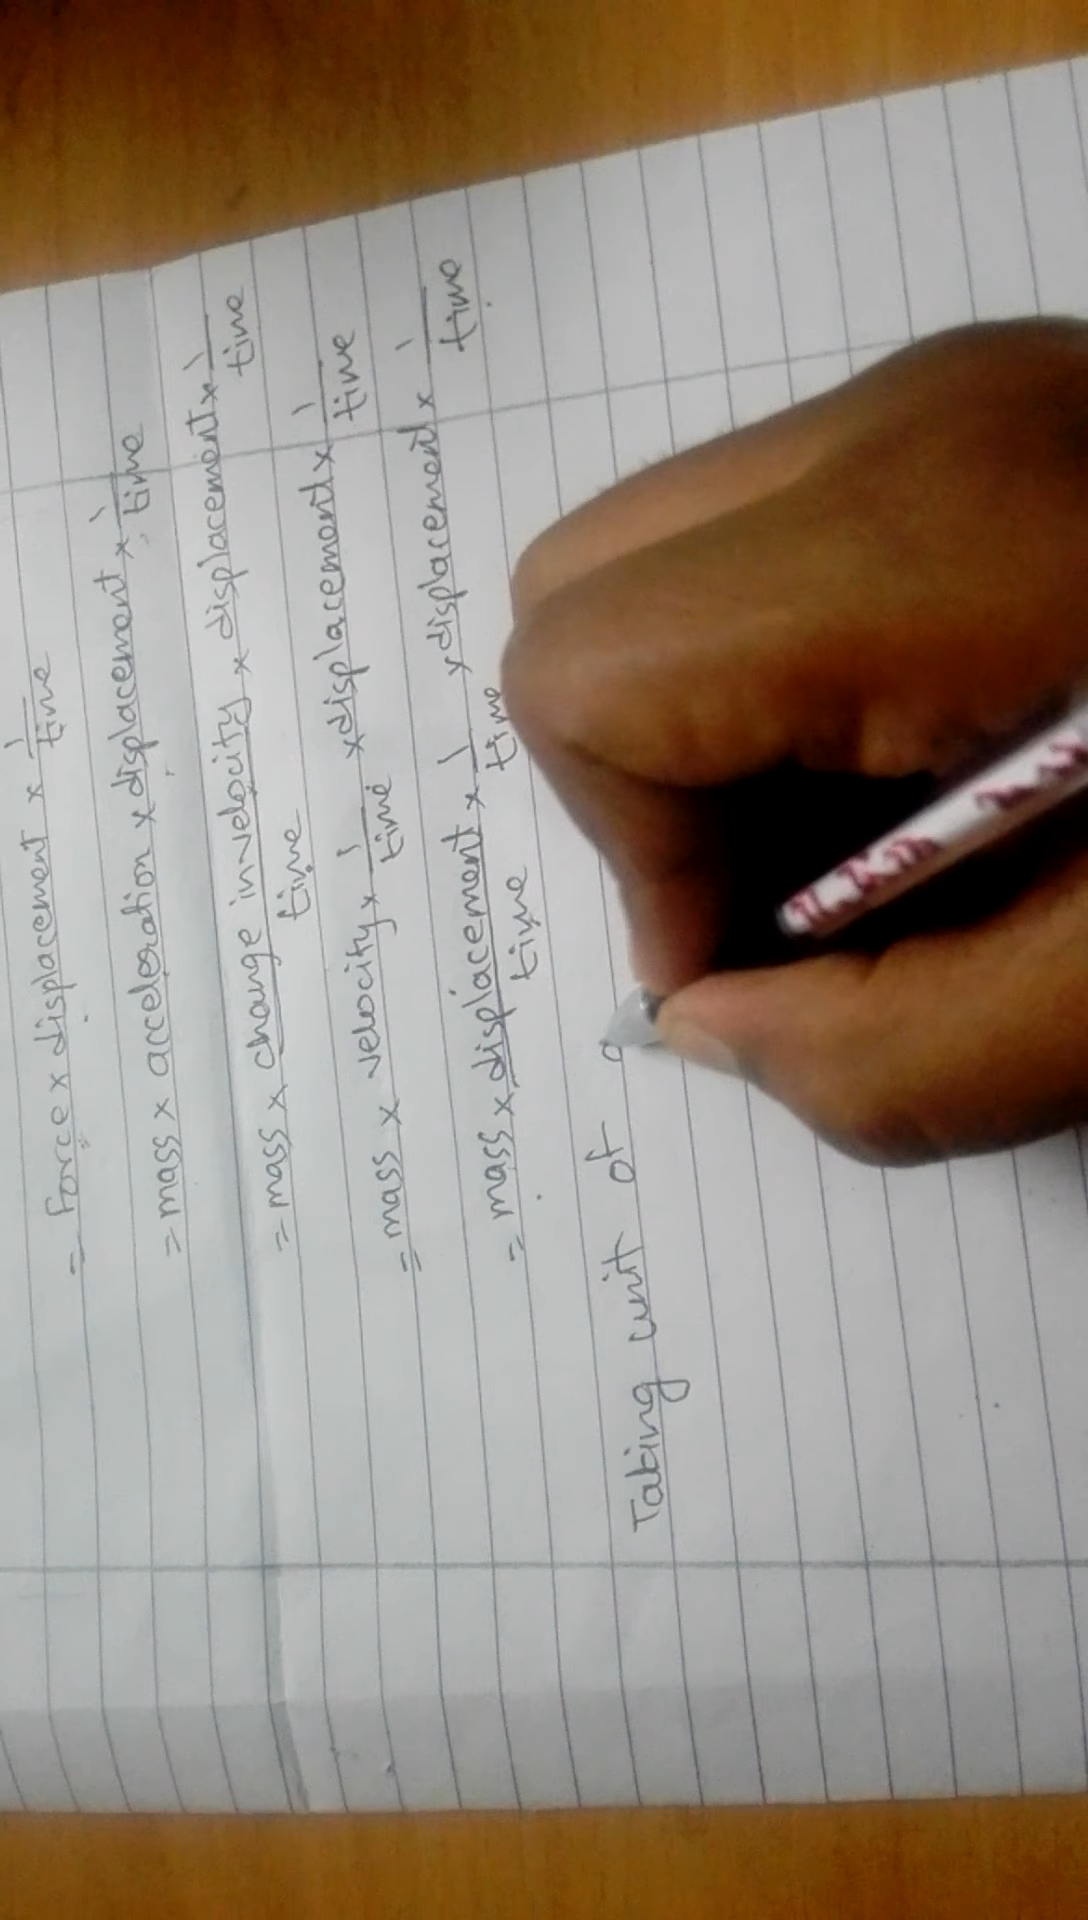 = Force x displacement x 1/time
= mass x acceleration x displacement x 1/time
= mass x change in velocity/time x displacement x 1/time
= mass x velocity x 1/time x displacement x 1/time
= mass x displacement/time x 1/time x displacement x 1/time
Taking unit of